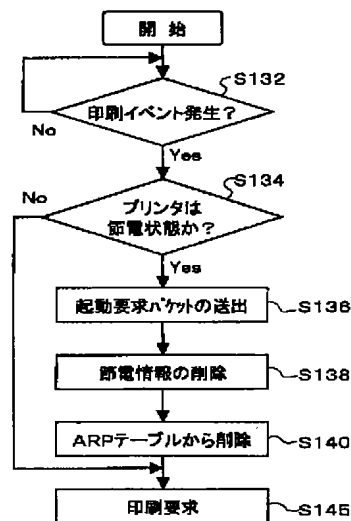 開始
S132
印刷イベント発生?
No
Yes
S134
No
プリンタは
節電状態か?
Yes
起動要求パケットの送出
S136
節電情報の削除
S138
ARPテーブルから削除
S140
印刷要求
S145